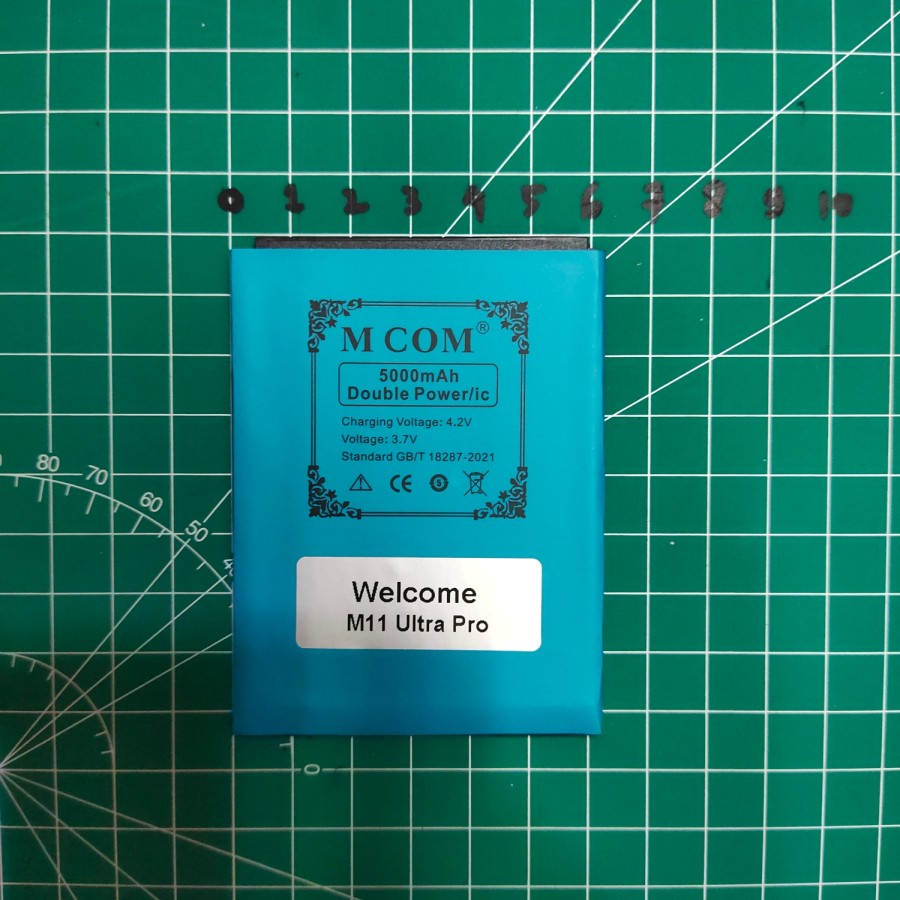 0 1 2 3 4 5 6 7 8 9 10
M COM®
5000mAh
Double Power/ic
Charging Voltage: 4.2V
Voltage: 3.7V
Standard GB/T 18287-2021
CE S
80 70 60 50
Welcome
M11 Ultra Pro
0